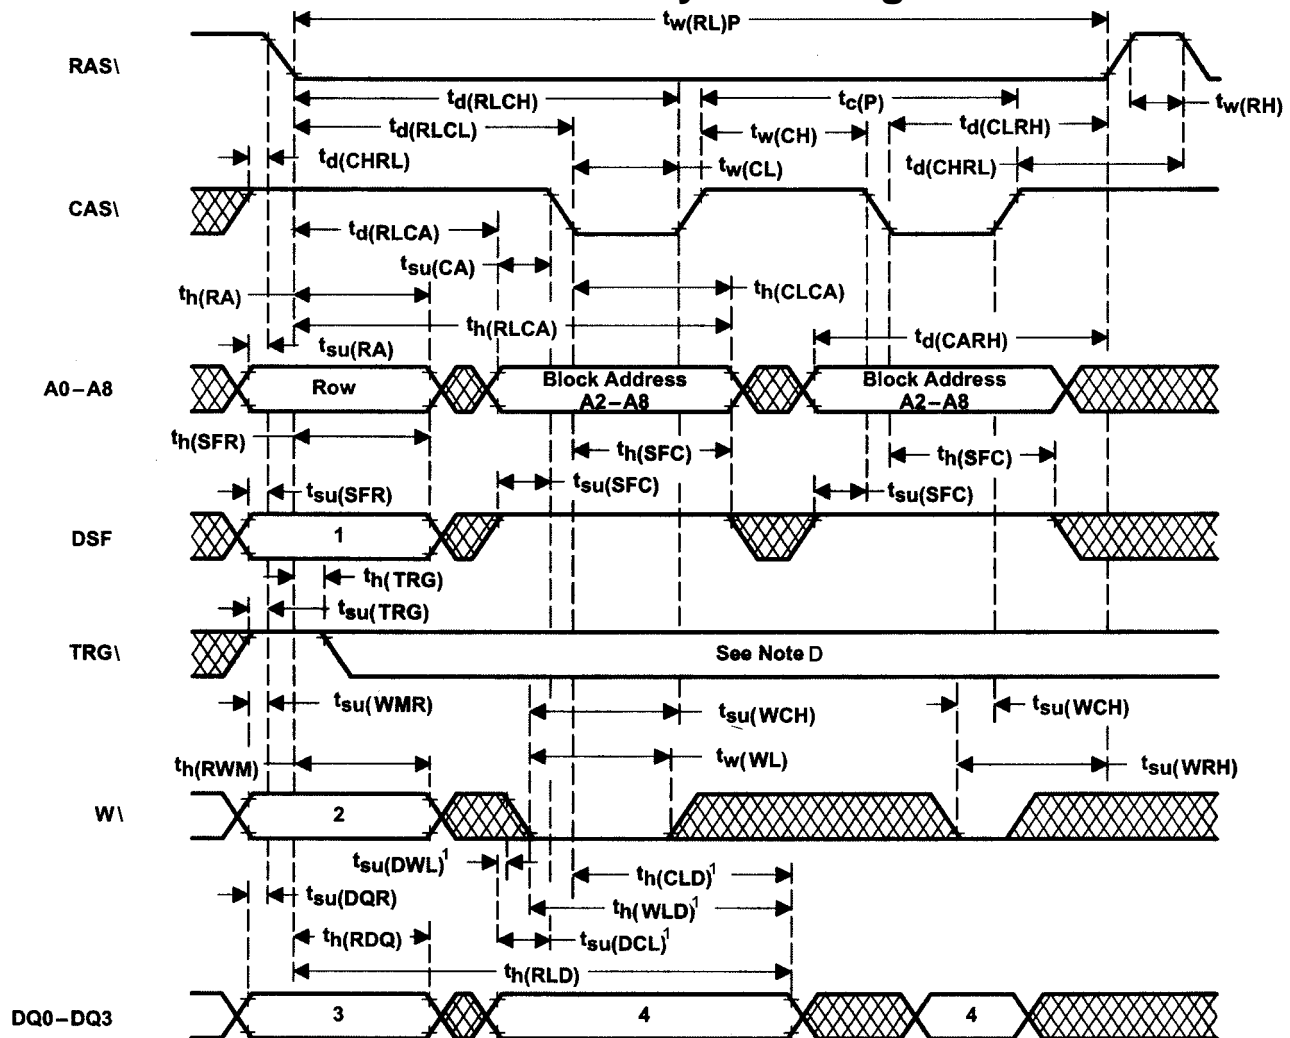 tw(RL)P
RAS\
td(RLCH)
tc(P)
tw(RH)
td(RLCL)
tw(CH)
td(CLRH)
td(CHRL)
tw(CL)
td(CHRL)
CAS\
td(RLCA)
tsu(CA)
th(RA)
th(CLCA)
th(RLCA)
tsu(RA)
td(CARH)
A0–A8
Row
Block Address
A2–A8
Block Address
A2–A8
th(SFR)
th(SFC)
th(SFC)
tsu(SFR)
tsu(SFC)
tsu(SFC)
DSF
1
th(TRG)
tsu(TRG)
TRG\
See Note D
tsu(WMR)
tsu(WCH)
tsu(WCH)
th(RWM)
tw(WL)
tsu(WRH)
W\
2
tsu(DWL)1
th(CLD)1
tsu(DQR)
th(WLD)1
th(RDQ)
tsu(DCL)1
th(RLD)
DQ0–DQ3
3
4
4